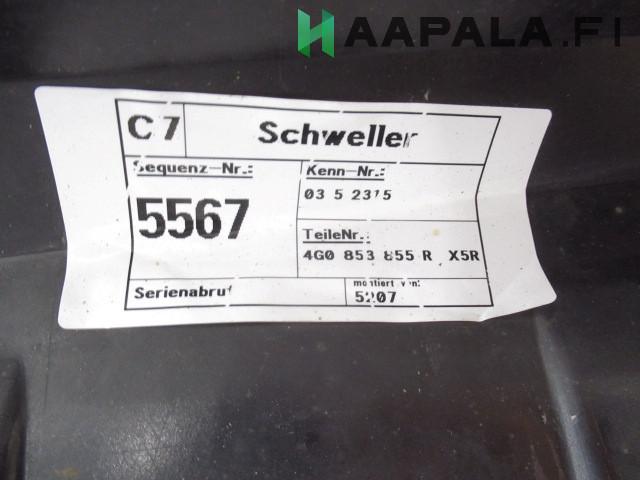 HAAPALA.FI
C7 Schweller
Sequenz-Nr.:
5567
Kenn-Nr.:
03 5 2315
TeileNr.:
4G0 853 855 R X5R
Serienabruf
montiert von:
5207